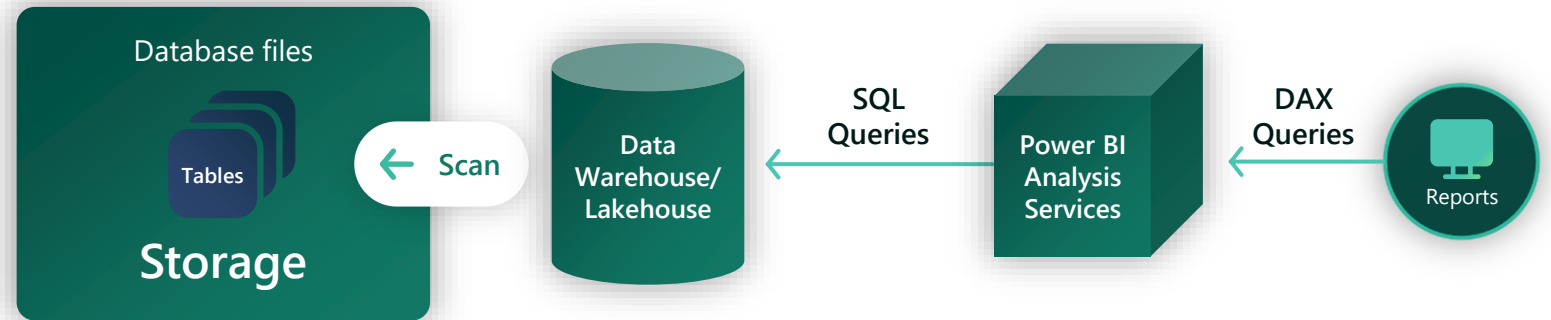 Database files
Tables
Storage
Scan
Data
Warehouse/
Lakehouse
SQL
Queries
Power BI
Analysis
Services
DAX
Queries
Reports